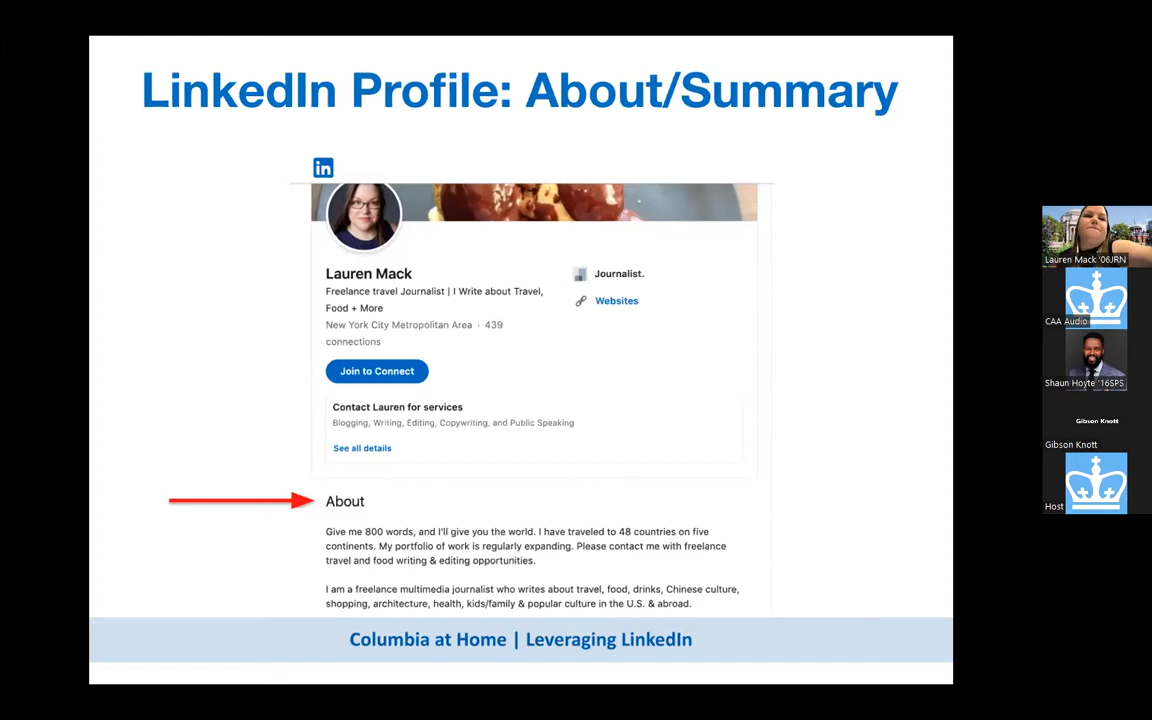 LinkedIn Profile: About/Summary
in
Lauren Mack
Freelance travel Journalist | I Write about Travel,
Food + More
New York City Metropolitan Area · 439
connections
Journalist.
Websites
Join to Connect
Contact Lauren for services
Blogging, Writing, Editing, Copywriting, and Public Speaking
See all details
About
Give me 800 words, and I'll give you the world. I have traveled to 48 countries on five
continents. My portfolio of work is regularly expanding. Please contact me with freelance
travel and food writing & editing opportunities.
I am a freelance multimedia journalist who writes about travel, food, drinks, Chinese culture,
shopping, architecture, health, kids/family & popular culture in the U.S. & abroad.
Columbia at Home | Leveraging LinkedIn
Lauren Mack '06JRN
CAA Audio
Shaun Hoyte '16SPS
Gibson Knott
Gibson Knott
Host